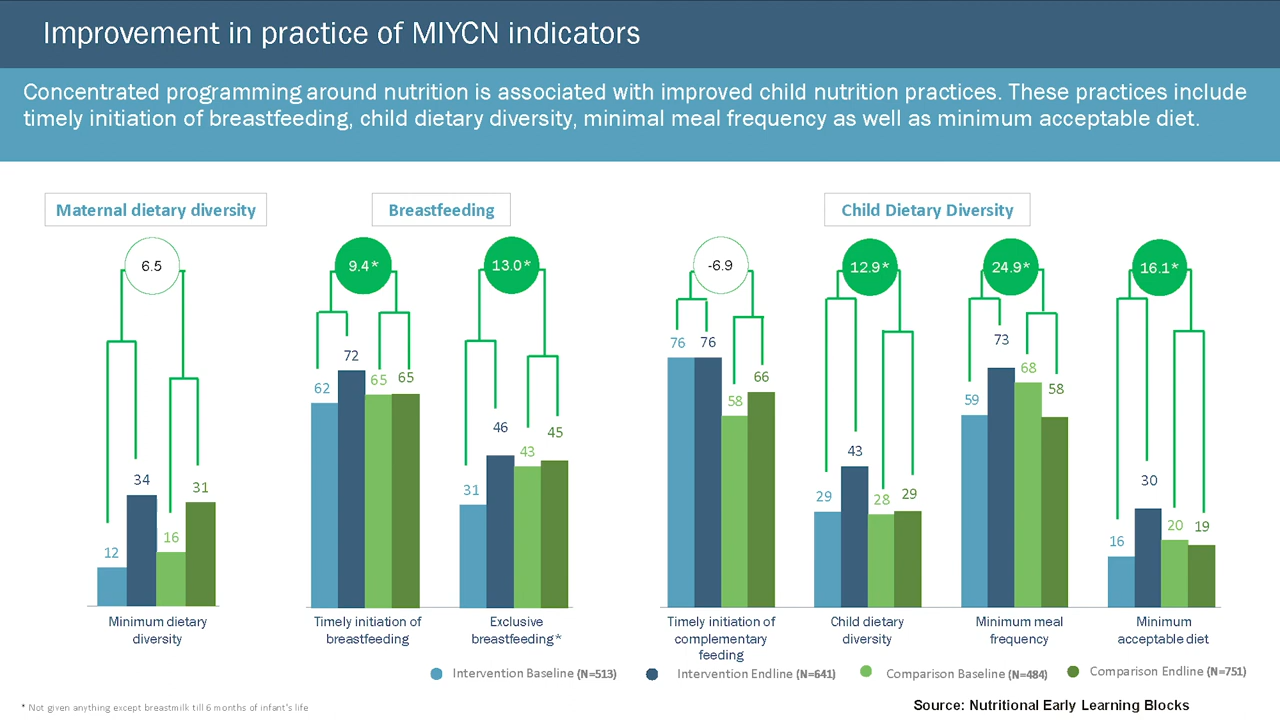 Improvement in practice of MIYCN indicators
Concentrated programming around nutrition is associated with improved child nutrition practices. These practices include
timely initiation of breastfeeding, child dietary diversity, minimal meal frequency as well as minimum acceptable diet.
Maternal dietary diversity
Breastfeeding
Child Dietary Diversity
6.5
9.4*
13.0*
-6.9
12.9*
24.9*
16.1*
12
34
16
31
62
72
65
65
31
46
43
45
76
76
58
66
29
43
28
29
59
73
68
58
16
30
20
19
Minimum dietary
diversity
Timely initiation of
breastfeeding
Exclusive
breastfeeding*
Timely initiation of
complementary
feeding
Child dietary
diversity
Minimum meal
frequency
Minimum
acceptable diet
Intervention Baseline (N=513)
Intervention Endline (N=641)
Comparison Baseline (N=484)
Comparison Endline (N=751)
* Not given anything except breastmilk till 6 months of infant's life
Source: Nutritional Early Learning Blocks